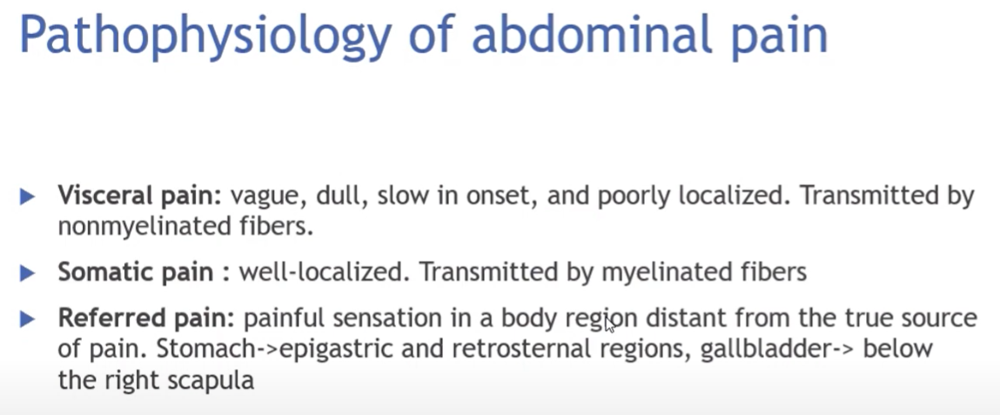 Pathophysiology of abdominal pain
Visceral pain: vague, dull, slow in onset, and poorly localized. Transmitted by
nonmyelinated fibers.
Somatic pain : well-localized. Transmitted by myelinated fibers
Referred pain: painful sensation in a body region distant from the true source
of pain. Stomach->epigastric and retrosternal regions, gallbladder-> below
the right scapula